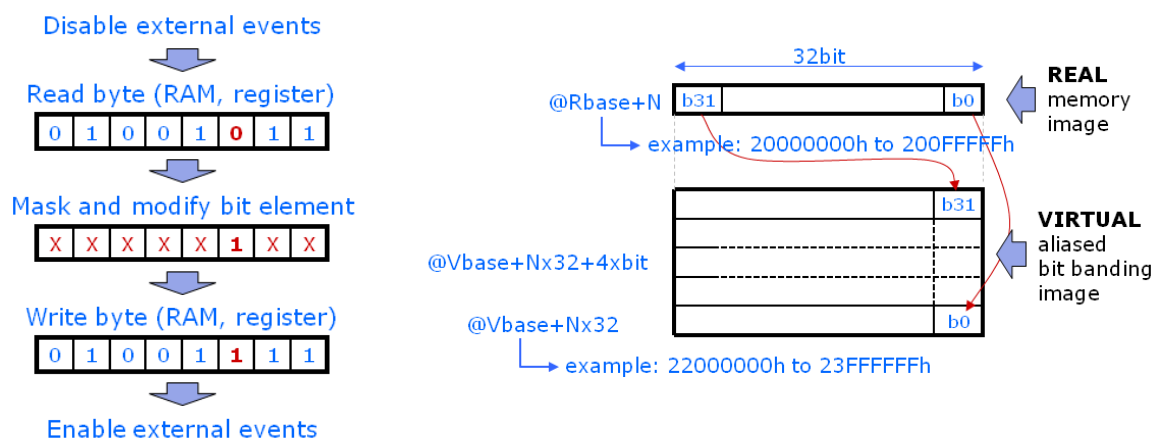 Disable external events
Read byte (RAM, register)
0 1 0 0 1 0 1 1
Mask and modify bit element
X X X X X 1 X X
Write byte (RAM, register)
0 1 0 0 1 1 1 1
Enable external events
32bit
@Rbase+N b31 b0
REAL
memory
image
example: 20000000h to 200FFFFFh
b31
VIRTUAL
aliased
bit banding
image
@Vbase+Nx32+4xbit
@Vbase+Nx32 b0
example: 22000000h to 23FFFFFFh